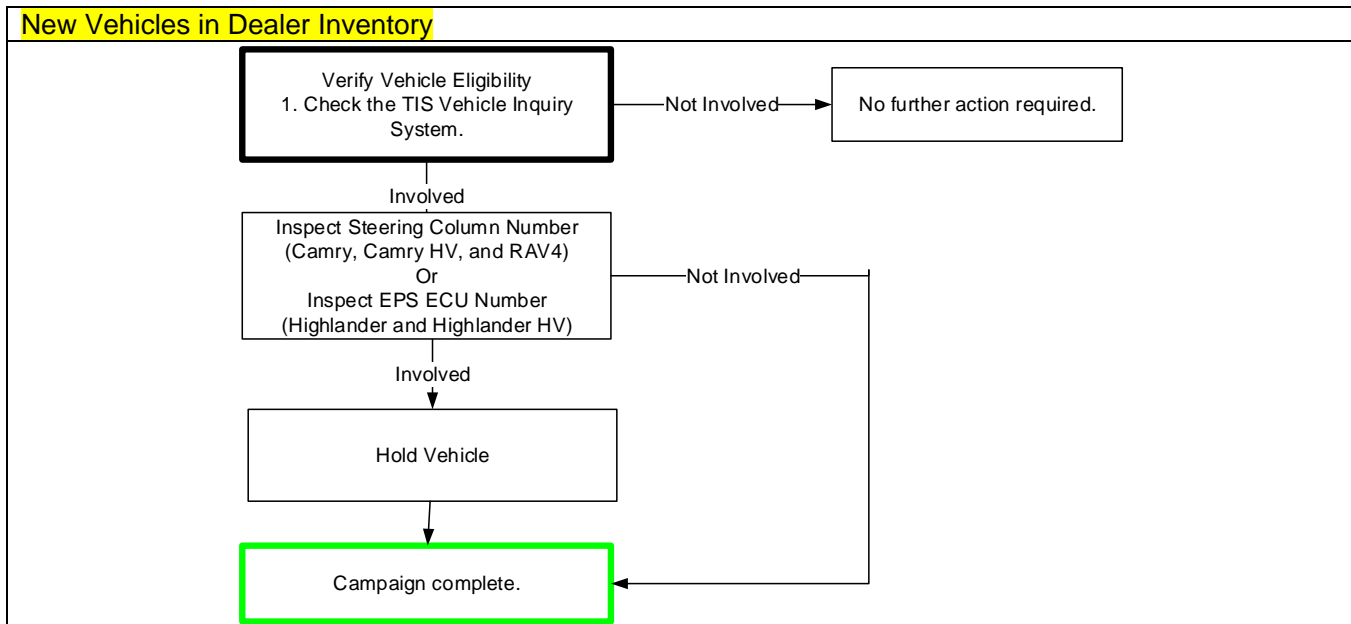 New Vehicles in Dealer Inventory
Verify Vehicle Eligibility
1. Check the TIS Vehicle Inquiry
System.
Not Involved
No further action required.
Involved
Inspect Steering Column Number
(Camry, Camry HV, and RAV4)
Or
Inspect EPS ECU Number
(Highlander and Highlander HV)
Not Involved
Involved
Hold Vehicle
Campaign complete.